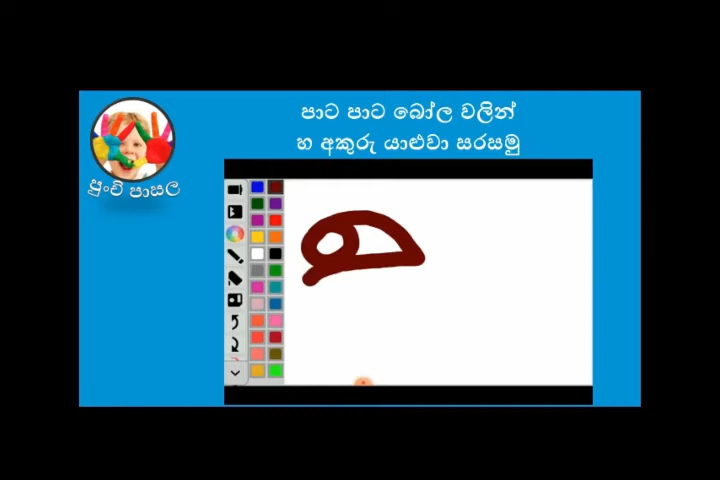 පාට පාට බෝල වලින්
හ අකුරු යාළුවා සරසමු
පුංචි පාසල